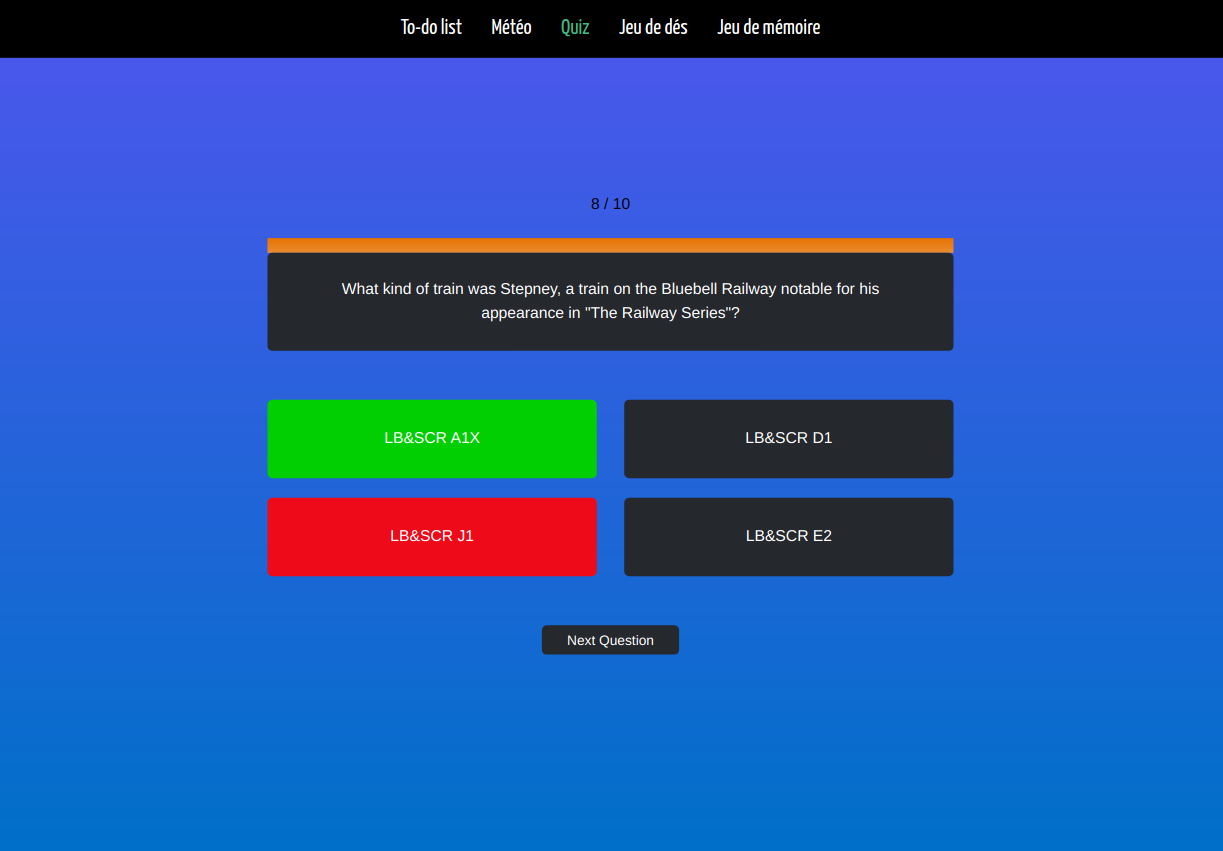 To-do list Météo Quiz Jeu de dés Jeu de mémoire
8 / 10
What kind of train was Stepney, a train on the Bluebell Railway notable for his
appearance in "The Railway Series"?
LB&SCR A1X
LB&SCR D1
LB&SCR J1
LB&SCR E2
Next Question